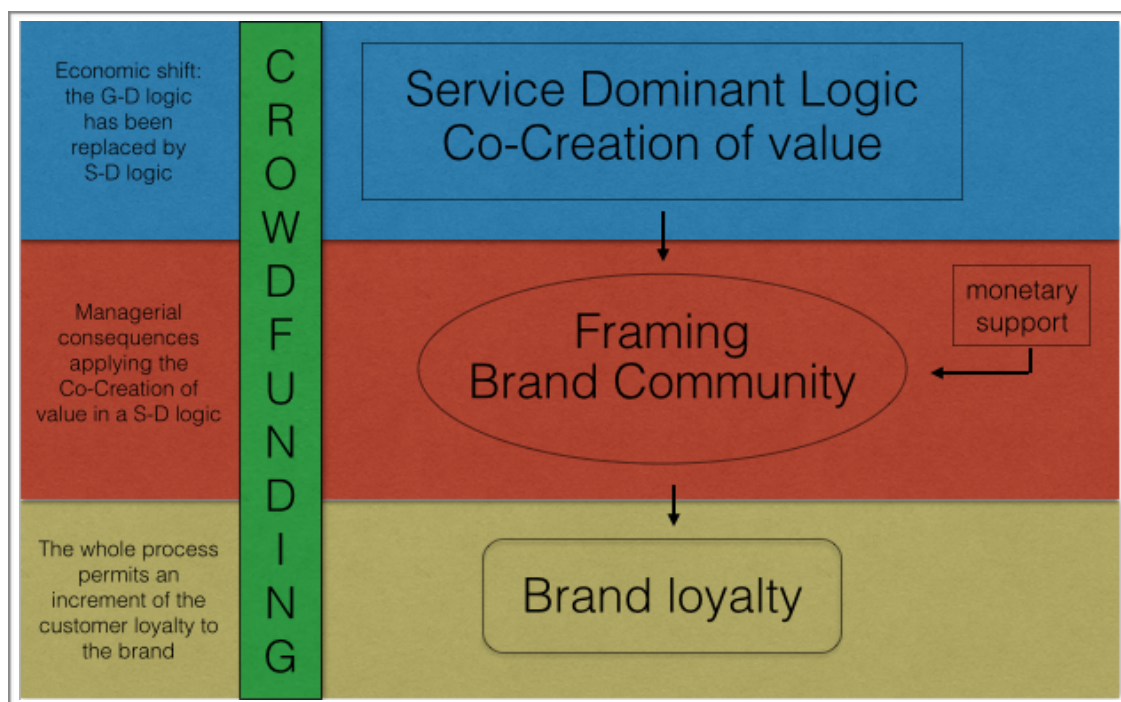 Economic shift:
the G-D logic
has been
replaced by
S-D logic
C
R
O
W
D
F
U
N
D
I
N
G
Service Dominant Logic
Co-Creation of value
Managerial
consequences
applying the
Co-Creation of
value in a S-D logic
Framing
Brand Community
monetary
support
The whole process
permits an
increment of the
customer loyalty to
the brand
Brand loyalty